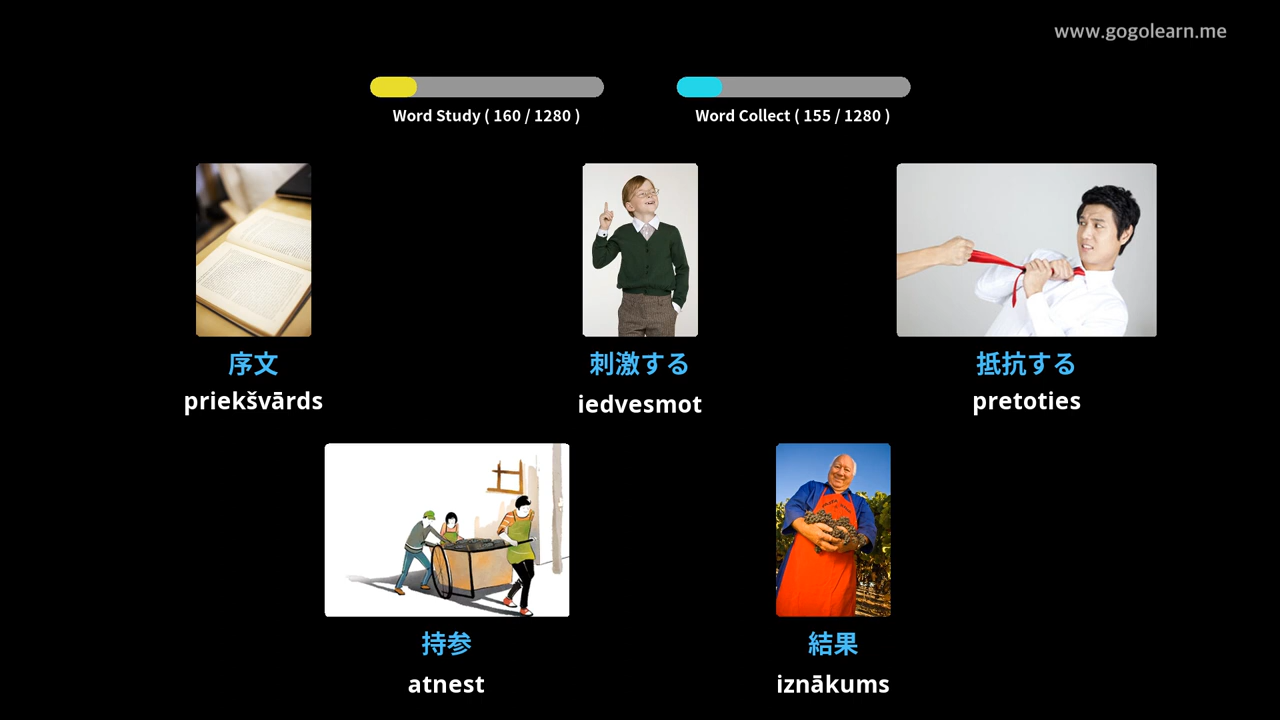 www.gogolearn.me
Word Study ( 160 / 1280 )
Word Collect ( 155 / 1280 )
序文
priekšvārds
刺激する
iedvesmot
抵抗する
pretoties
持参
atnest
結果
iznākums